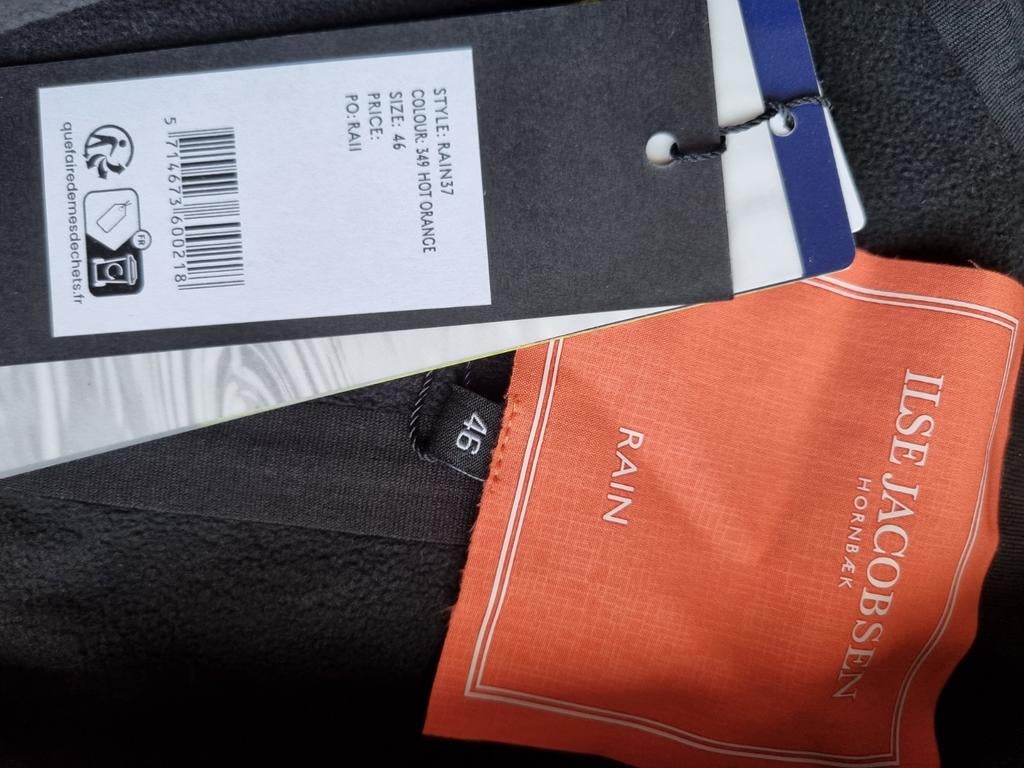 STYLE: RAIN37
COLOUR: 349 HOT ORANGE
SIZE: 46
PRICE:
PO: RAII
5 714673 600218
FR
quefairedemesdechets.fr
46
ILSE JACOBSEN
HORNBÆK
RAIN